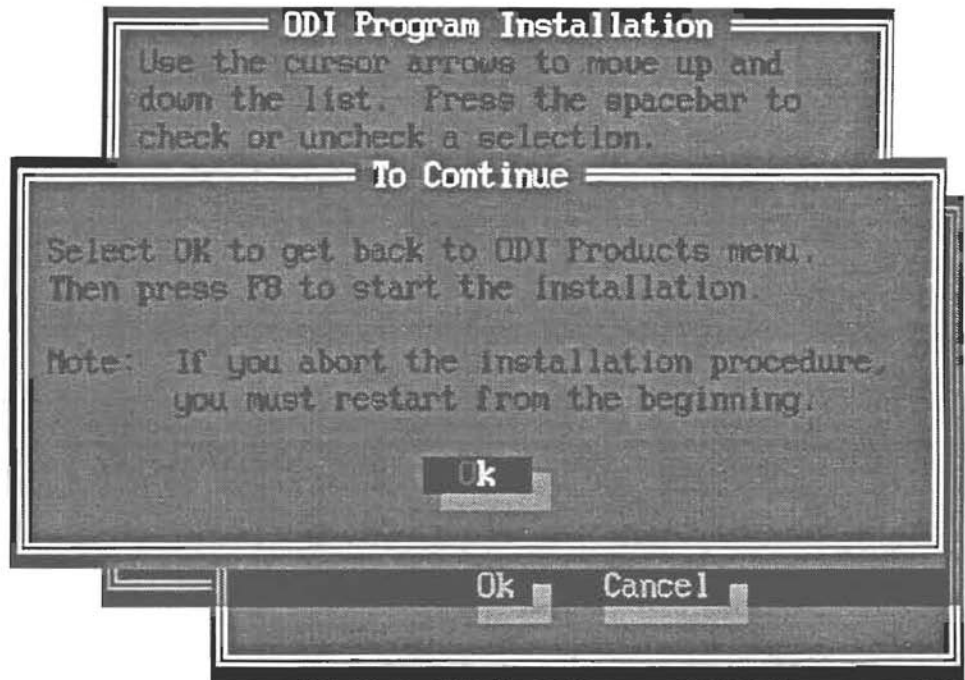 ODI Program Installation
Use the cursor arrows to move up and
down the list. Press the spacebar to
check or uncheck a selection.
To Continue
Select OK to get back to ODI Products menu.
Then press F8 to start the installation.
Note: If you abort the installation procedure,
you must restart from the beginning.
Ok
Ok Cancel